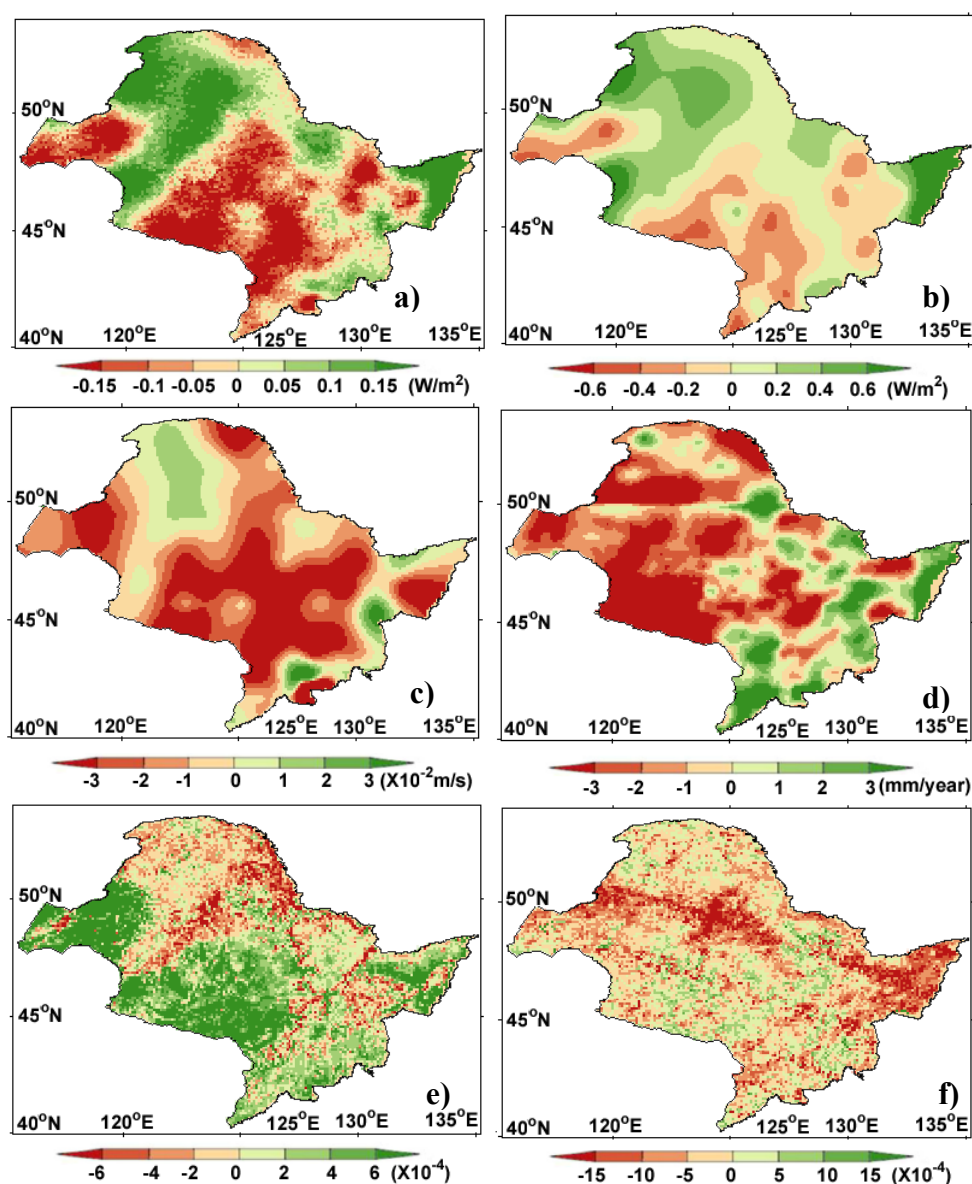 50°N
45°N
a)
40°N 120°E 125°E 130°E 135°E
-0.15 -0.1 -0.05 0 0.05 0.1 0.15 (W/m²)
50°N
45°N
b)
40°N 120°E 125°E 130°E 135°E
-0.6 -0.4 -0.2 0 0.2 0.4 0.6 (W/m²)
50°N
45°N
c)
40°N 120°E 125°E 130°E 135°E
-3 -2 -1 0 1 2 3 (X10⁻²m/s)
50°N
45°N
d)
40°N 120°E 125°E 130°E 135°E
-3 -2 -1 0 1 2 3 (mm/year)
50°N
45°N
e)
40°N 120°E 125°E 130°E 135°E
-6 -4 -2 0 2 4 6 (X10⁻⁴)
50°N
45°N
f)
40°N 120°E 125°E 130°E 135°E
-15 -10 -5 0 5 10 15 (X10⁻⁴)